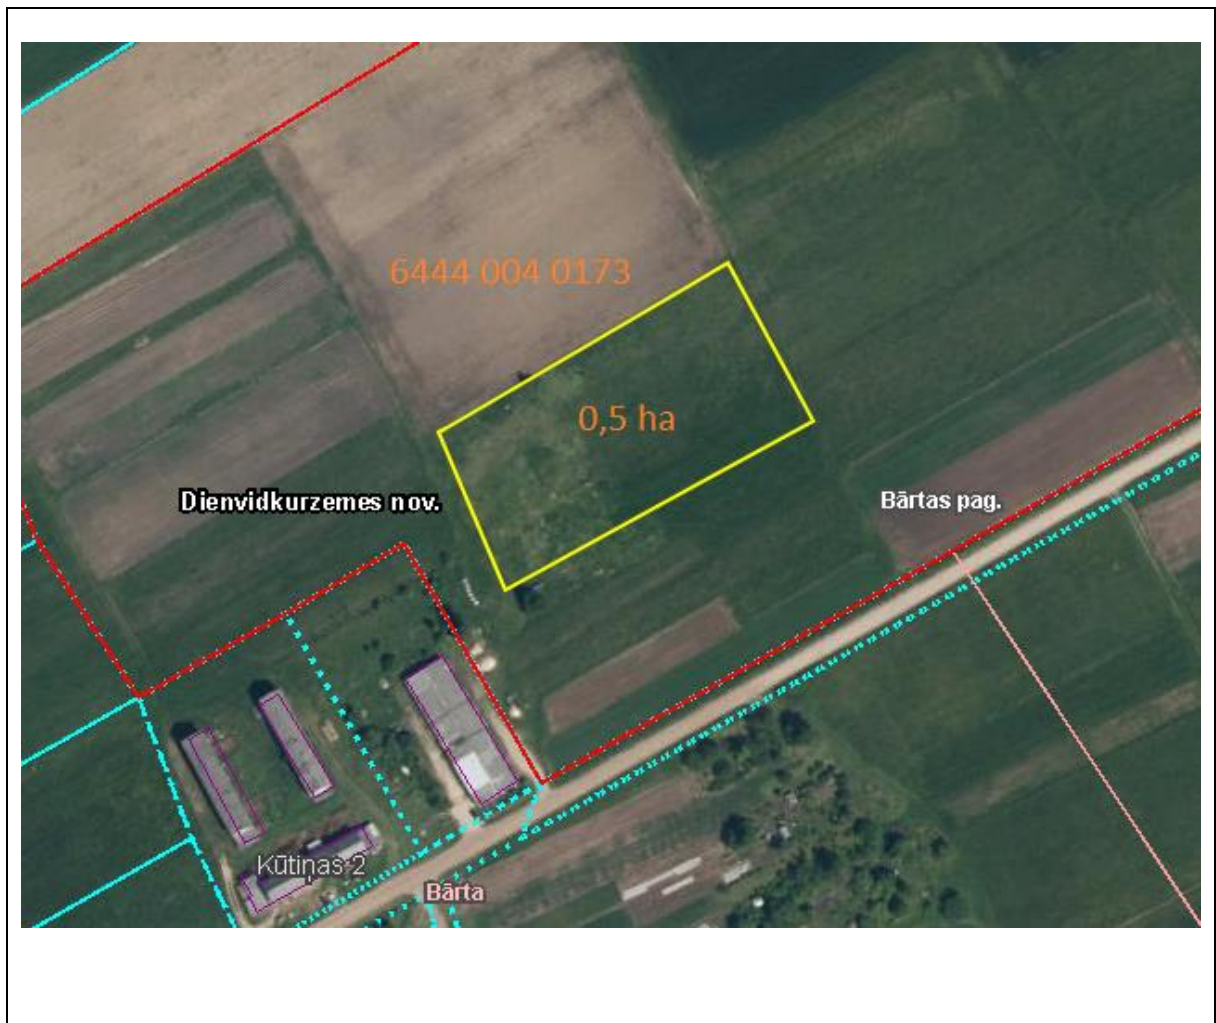 6444 004 0173
0,5 ha
Dienvidkurzemes nov.
Bārtas pag.
Kūtiņas 2
Bārta